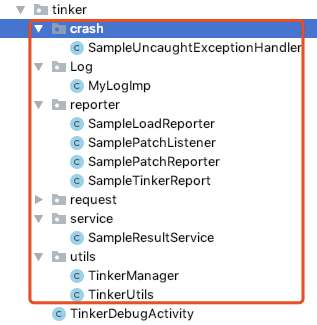 tinker
crash
SampleUncaughtExceptionHandler
Log
MyLogImp
reporter
SampleLoadReporter
SamplePatchListener
SamplePatchReporter
SampleTinkerReport
request
service
SampleResultService
utils
TinkerManager
TinkerUtils
TinkerDebugActivity